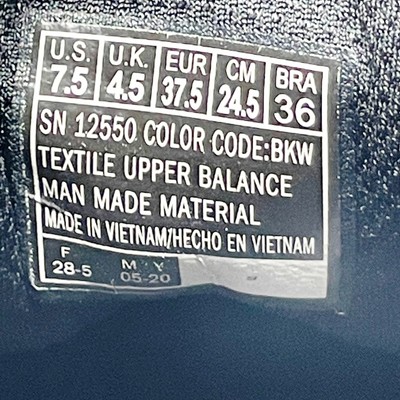 U.S. U.K. EUR CM BRA
7.5 4.5 37.5 24.5 36
SN 12550 COLOR CODE:BKW
TEXTILE UPPER BALANCE
MAN MADE MATERIAL
MADE IN VIETNAM/HECHO EN VIETNAM
F M Y
28-5 05-20